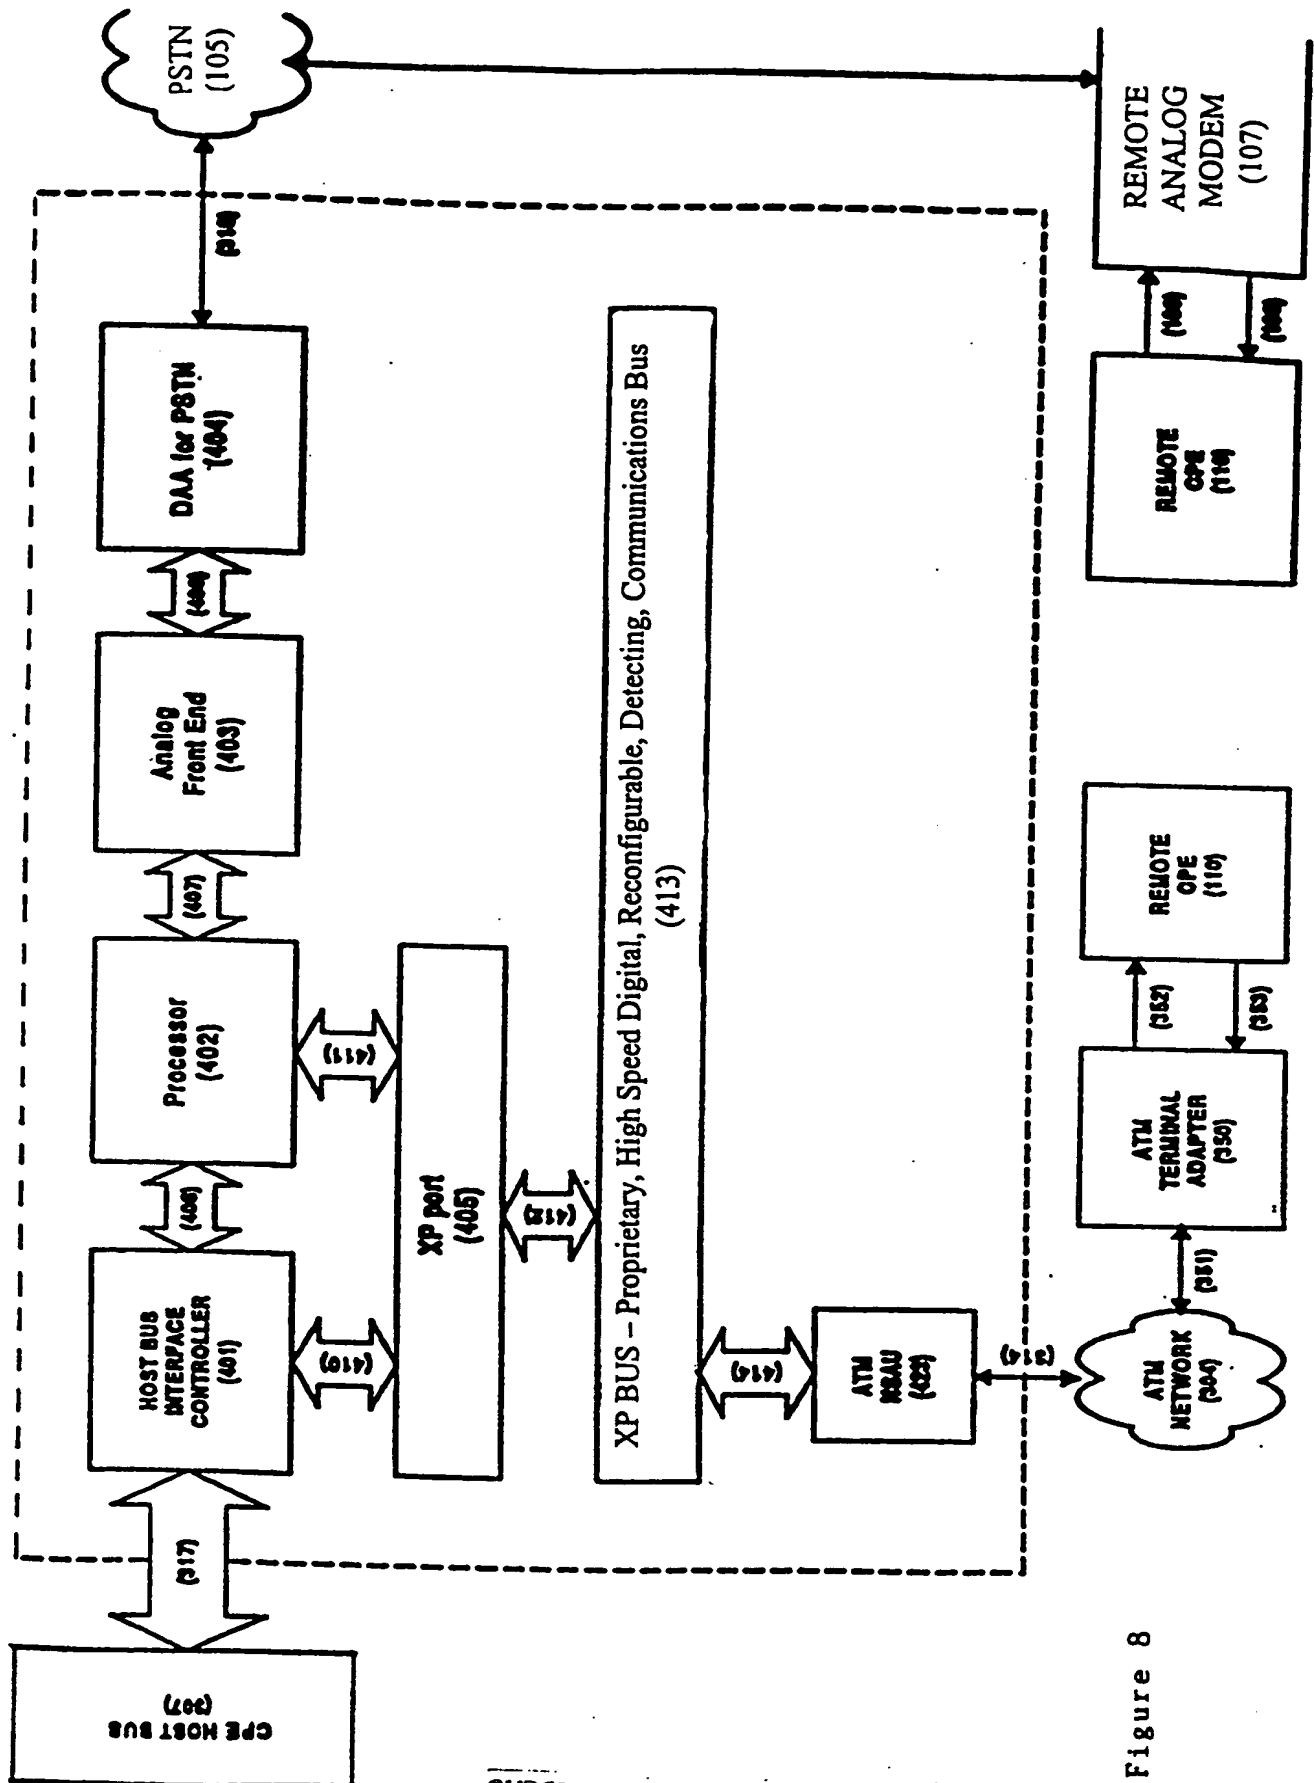 PSTN
(105)
REMOTE
ANALOG
MODEM
(107)
DAA for PSTN
(404)
Analog
Front End
(403)
(407)
Processor
(402)
HOST BUS
INTERFACE
CONTROLLER
(401)
(317)
CPE HOST BUS
(411)
(410)
XP port
(405)
(412)
XP BUS – Proprietary, High Speed Digital, Reconfigurable, Detecting, Communications Bus
(413)
(414)
ATM
(314)
ATM
NETWORK
(304)
(351)
ATM
TERMINAL
ADAPTER
(350)
(352)
(353)
REMOTE
CPE
(110)
REMOTE
CPE
Figure 8